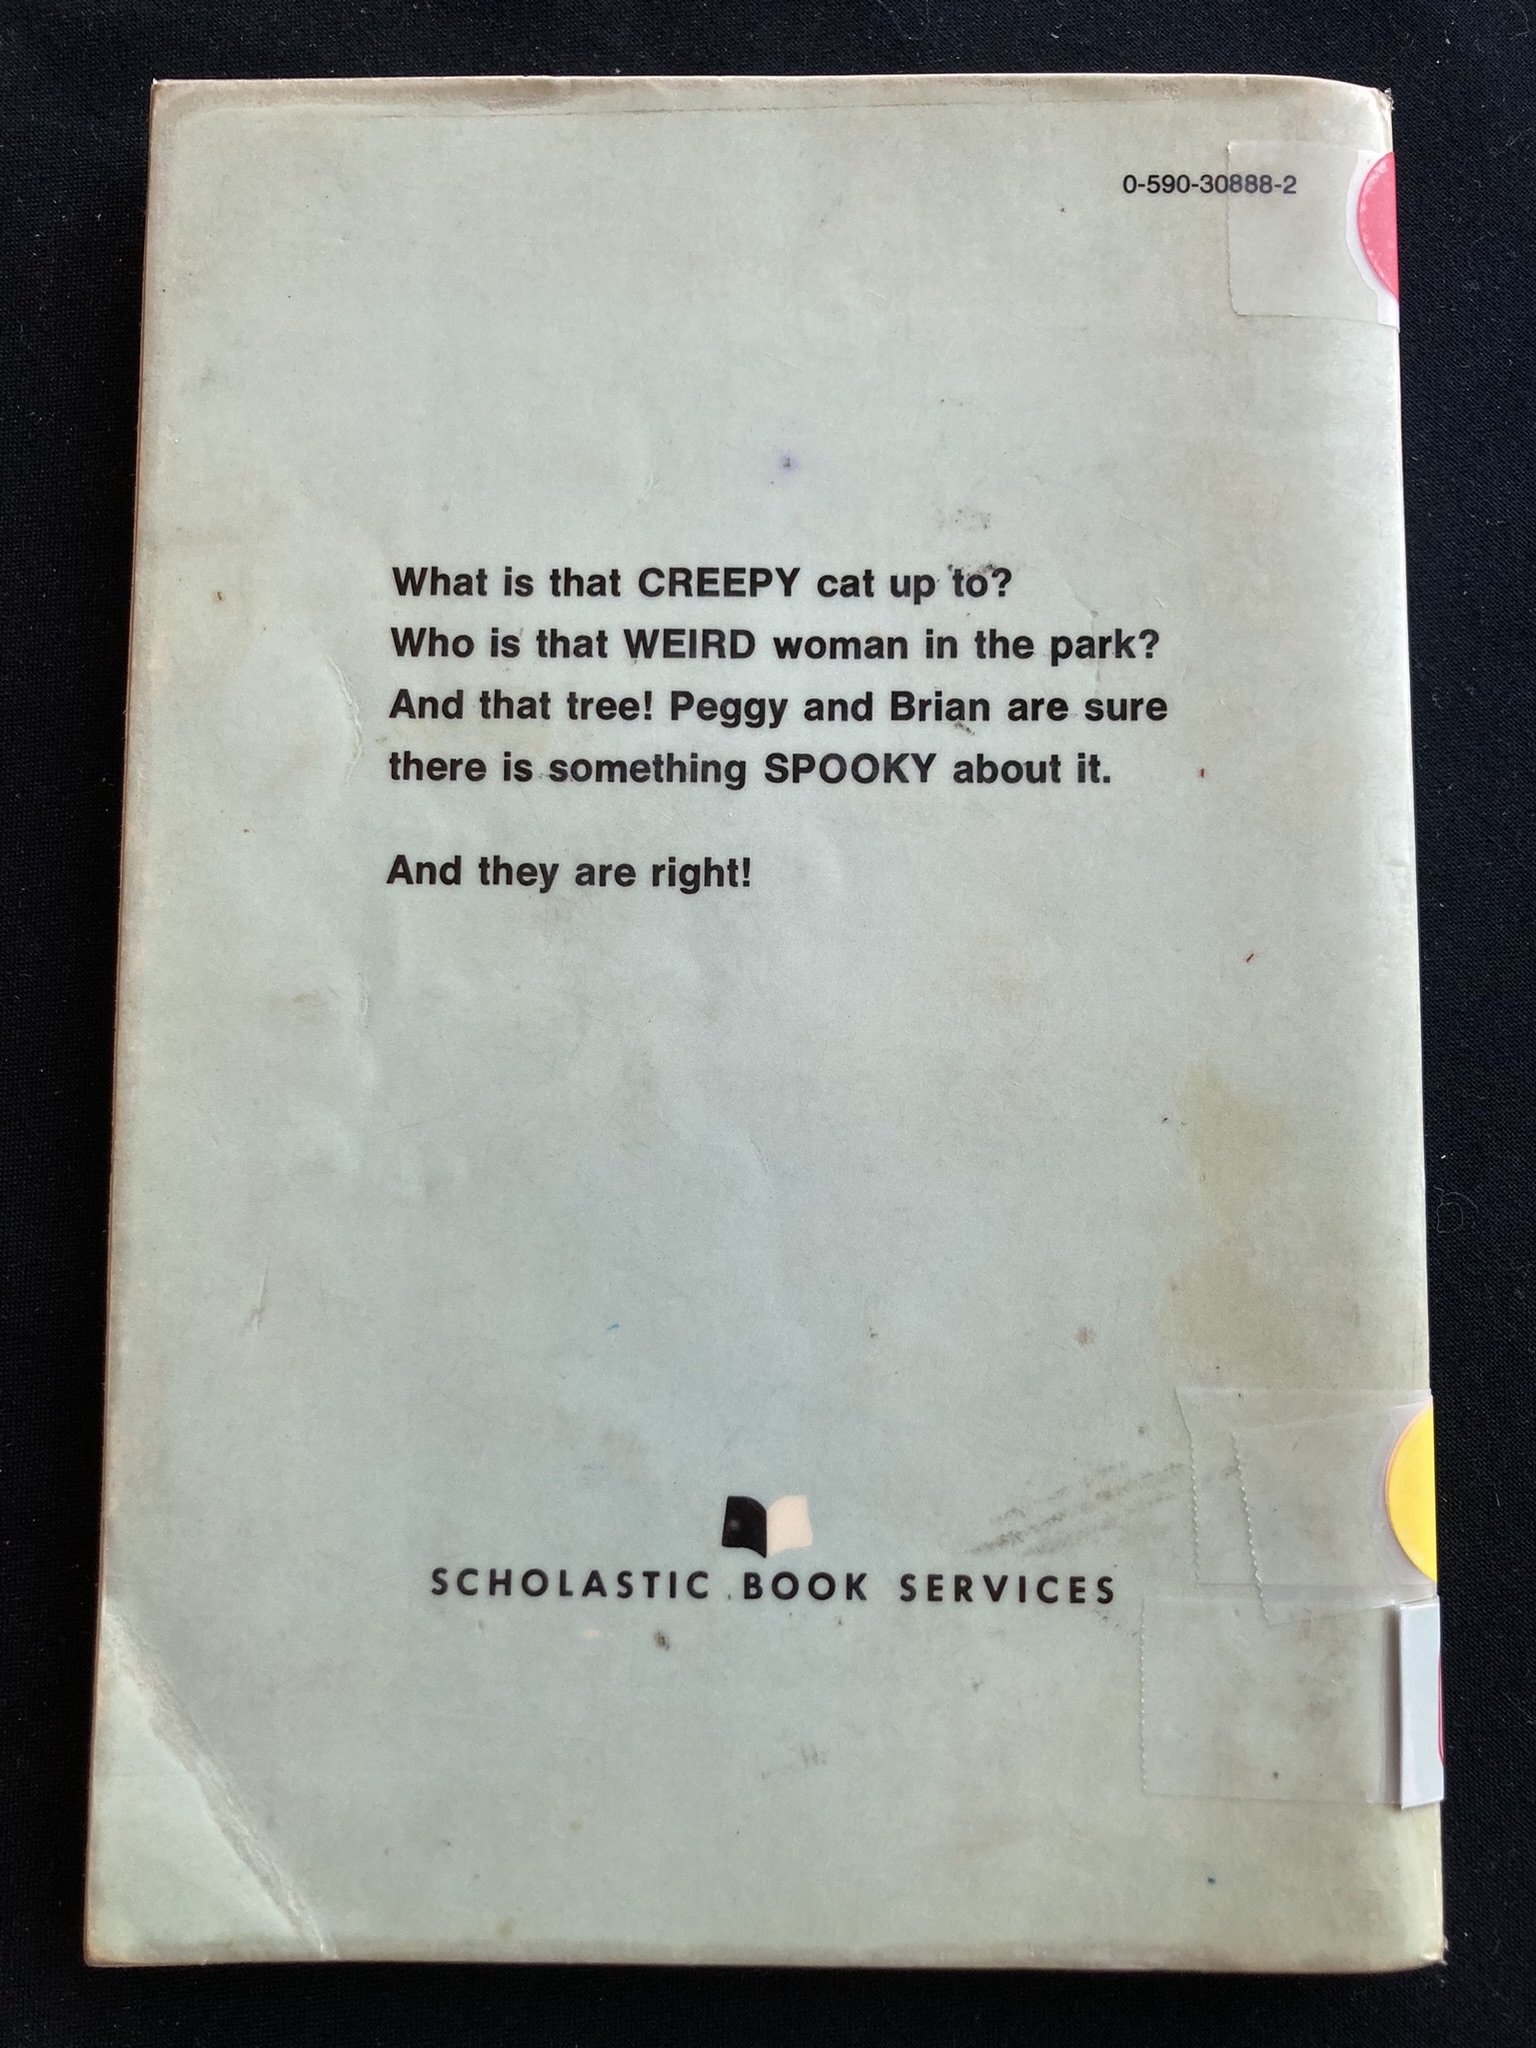 0-590-30888-2
What is that CREEPY cat up to?
Who is that WEIRD woman in the park?
And that tree! Peggy and Brian are sure
there is something SPOOKY about it.
And they are right!
SCHOLASTIC BOOK SERVICES